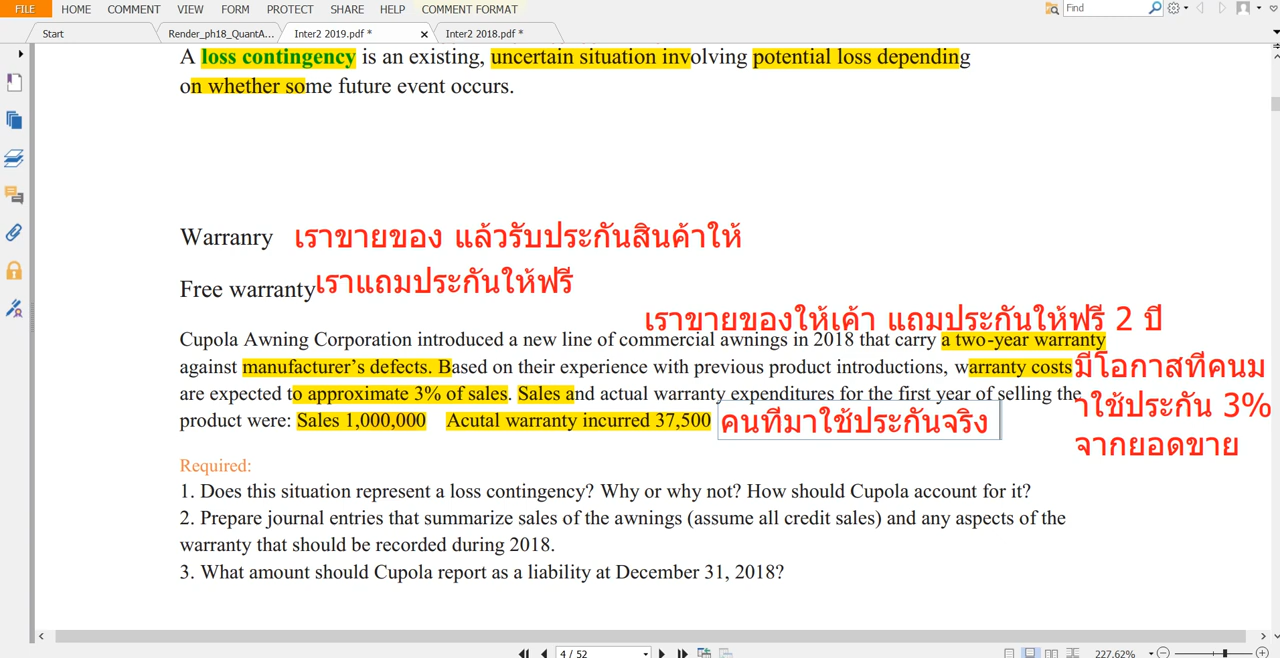 FILE HOME COMMENT VIEW FORM PROTECT SHARE HELP COMMENT FORMAT Find
Start Render_ph18_QuantA... Inter2 2019.pdf * Inter2 2018.pdf *
A loss contingency is an existing, uncertain situation involving potential loss depending
on whether some future event occurs.
Warranry เราขายของ แล้วรับประกันสินค้าให้
Free warranty เราแถมประกันให้ฟรี
เราขายของให้เค้า แถมประกันให้ฟรี 2 ปี
Cupola Awning Corporation introduced a new line of commercial awnings in 2018 that carry a two-year warranty
against manufacturer's defects. Based on their experience with previous product introductions, warranty costs
are expected to approximate 3% of sales. Sales and actual warranty expenditures for the first year of selling the
product were: Sales 1,000,000 Acutal warranty incurred 37,500
คนที่มาใช้ประกันจริง
มีโอกาสที่คนม
าใช้ประกัน 3%
จากยอดขาย
Required:
1. Does this situation represent a loss contingency? Why or why not? How should Cupola account for it?
2. Prepare journal entries that summarize sales of the awnings (assume all credit sales) and any aspects of the
warranty that should be recorded during 2018.
3. What amount should Cupola report as a liability at December 31, 2018?
4 / 52 227.62%